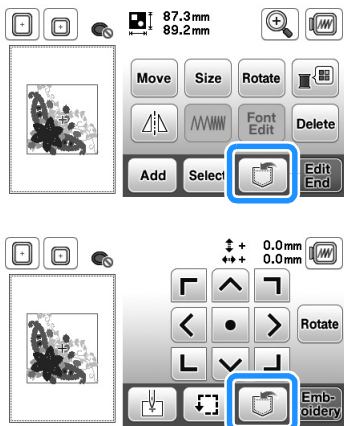 87.3mm
89.2mm
Move
Size
Rotate
Font
Edit
Delete
Add
Select
Edit
End
+ 0.0mm
+ 0.0mm
Rotate
Emb-
oidery